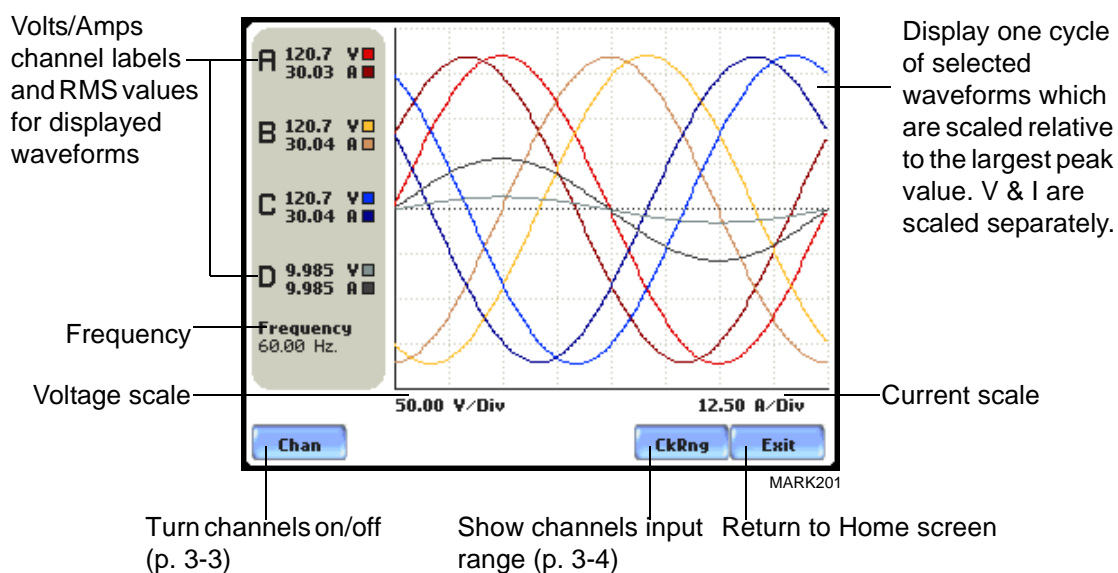 Volts/Amps
channel labels
and RMS values
for displayed
waveforms
A 120.7 V
30.03 A
B 120.7 V
30.04 A
C 120.7 V
30.04 A
D 9.985 V
9.985 A
Frequency
Frequency
60.00 Hz.
Display one cycle
of selected
waveforms which
are scaled relative
to the largest peak
value. V & I are
scaled separately.
Voltage scale
50.00 V/Div
12.50 A/Div
Current scale
Chan
CkRng
Exit
MARK201
Turn channels on/off
(p. 3-3)
Show channels input
range (p. 3-4)
Return to Home screen